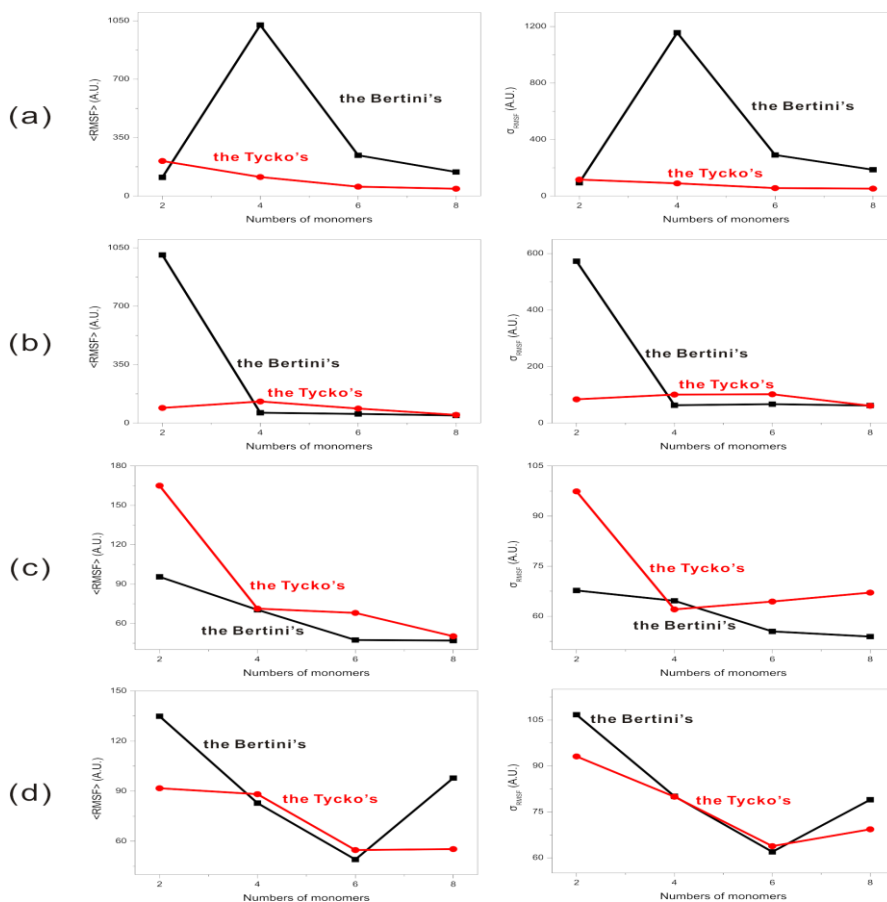 (a)
<RMSF> (A.U.)
1050
700
350
0
the Bertini's
the Tycko's
2 4 6 8
Numbers of monomers
σRMSF (A.U.)
1200
800
400
0
the Bertini's
the Tycko's
2 4 6 8
Numbers of monomers
(b)
<RMSF> (A.U.)
1050
700
350
0
the Bertini's
the Tycko's
2 4 6 8
Numbers of monomers
σRMSF (A.U.)
600
400
200
0
the Bertini's
the Tycko's
2 4 6 8
Numbers of monomers
(c)
<RMSF> (A.U.)
180
150
120
90
60
the Tycko's
the Bertini's
2 4 6 8
Numbers of monomers
σRMSF (A.U.)
105
90
75
60
the Tycko's
the Bertini's
2 4 6 8
Numbers of monomers
(d)
<RMSF> (A.U.)
150
120
90
60
the Bertini's
the Tycko's
2 4 6 8
Numbers of monomers
σRMSF (A.U.)
105
90
75
60
the Bertini's
the Tycko's
2 4 6 8
Numbers of monomers